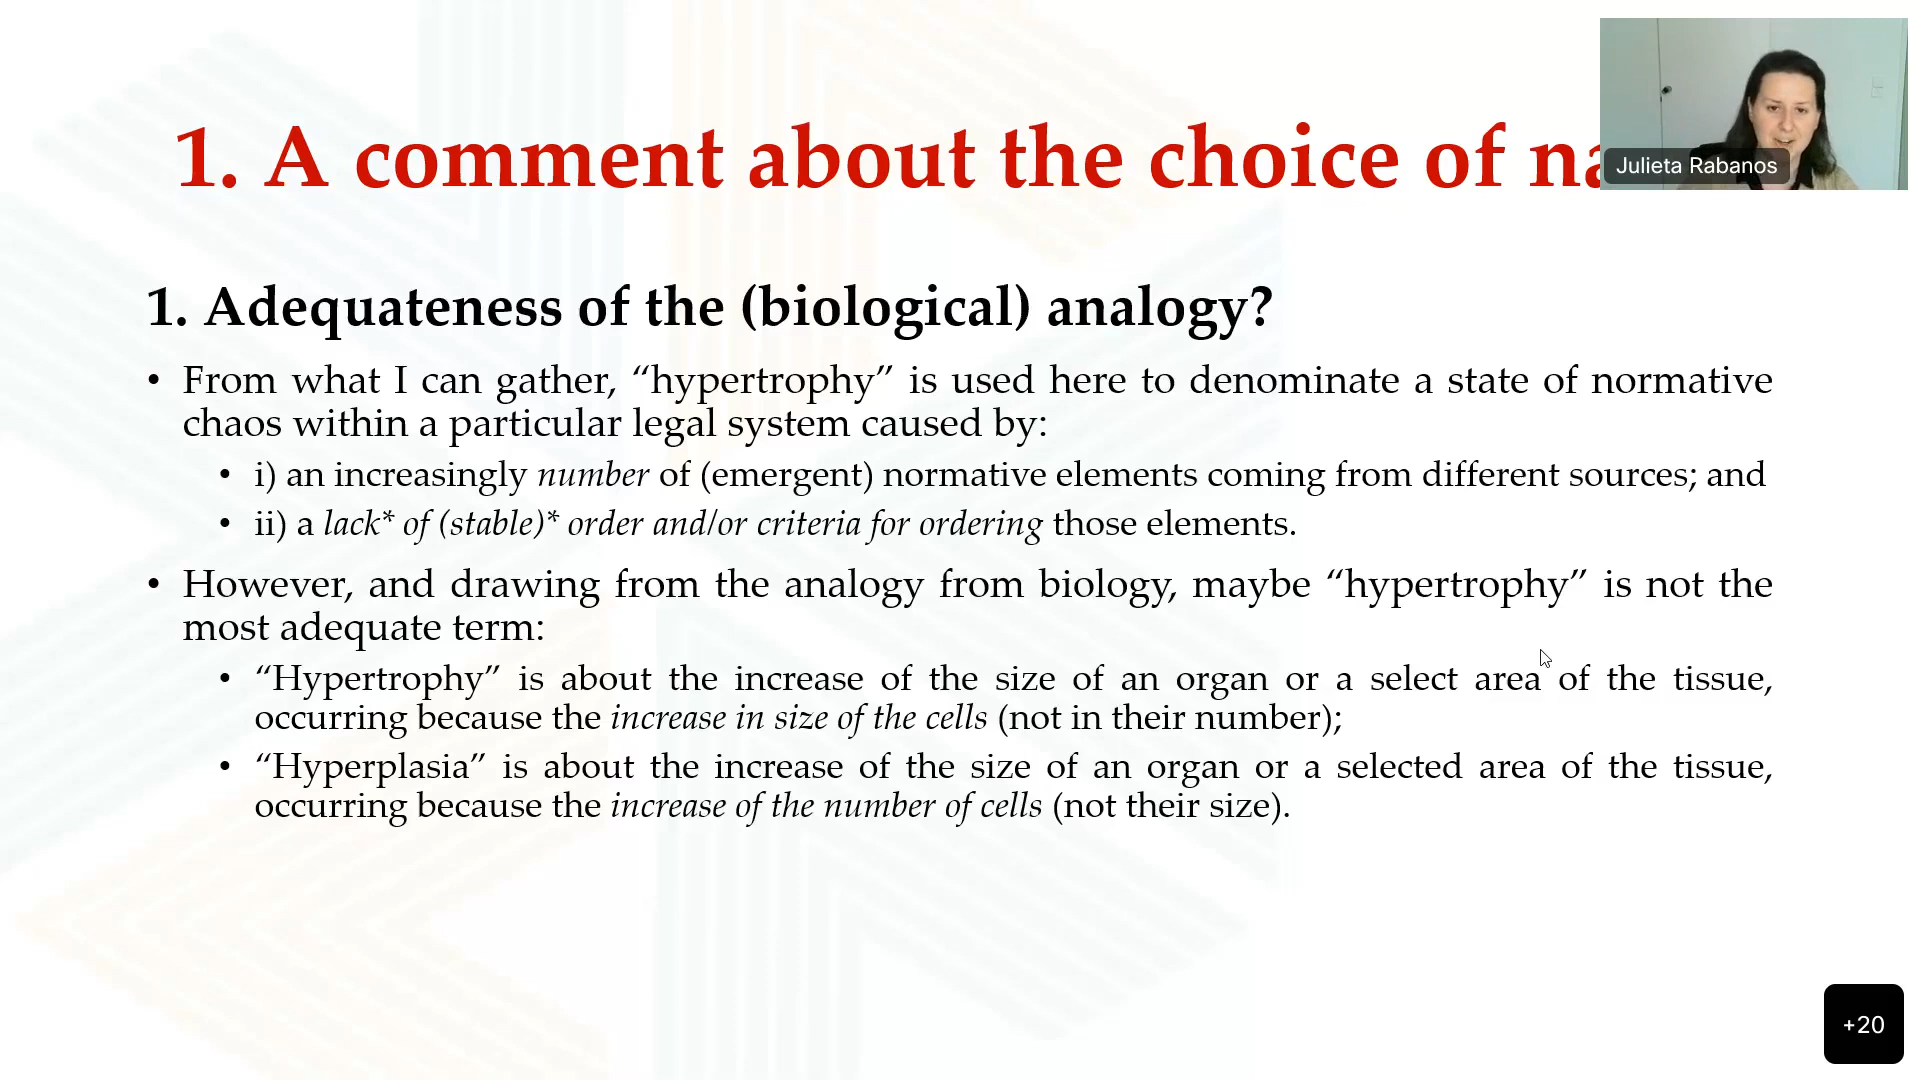 1. A comment about the choice of na
Julieta Rabanos
1. Adequateness of the (biological) analogy?
• From what I can gather, “hypertrophy” is used here to denominate a state of normative
chaos within a particular legal system caused by:
• i) an increasingly number of (emergent) normative elements coming from different sources; and
• ii) a lack* of (stable)* order and/or criteria for ordering those elements.
• However, and drawing from the analogy from biology, maybe “hypertrophy” is not the
most adequate term:
• “Hypertrophy” is about the increase of the size of an organ or a select area of the tissue,
occurring because the increase in size of the cells (not in their number);
• “Hyperplasia” is about the increase of the size of an organ or a selected area of the tissue,
occurring because the increase of the number of cells (not their size).
+20